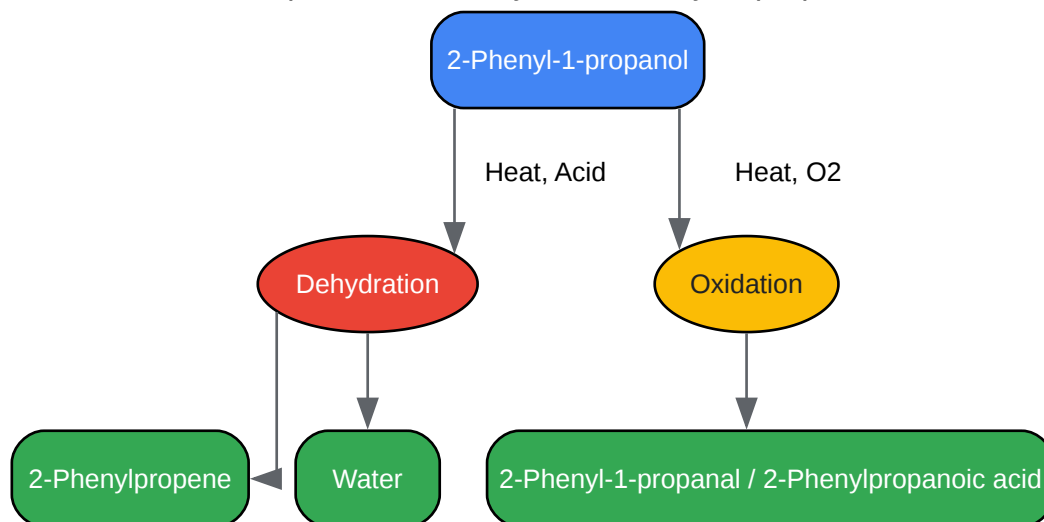 2-Phenyl-1-propanol
Heat, Acid
Heat, O2
Dehydration
Oxidation
2-Phenylpropene
Water
2-Phenyl-1-propanal / 2-Phenylpropanoic acid